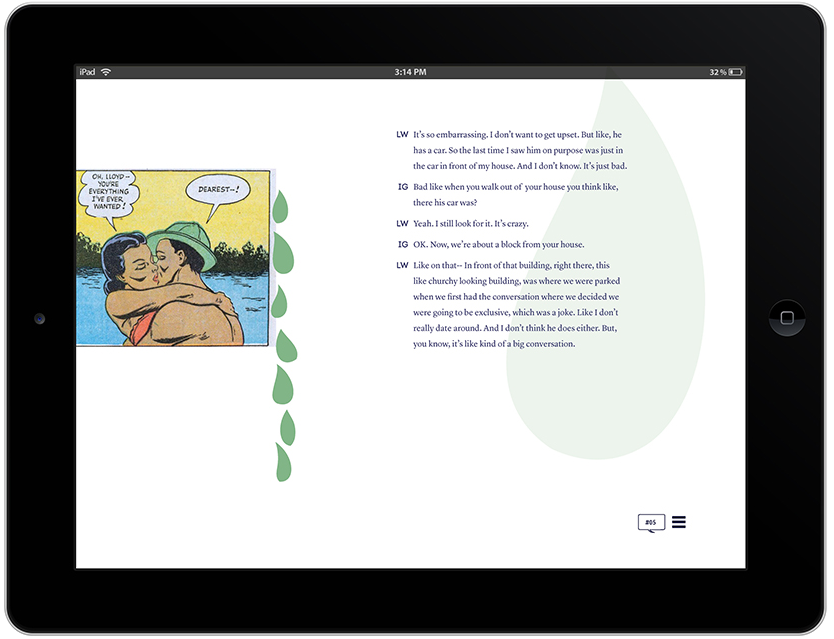 iPad
3:14 PM
32 %
OH, LLOYD--
YOU'RE
EVERYTHING
I'VE EVER
WANTED!
DEAREST--!
LW It's so embarrassing. I don't want to get upset. But like, he
has a car. So the last time I saw him on purpose was just in
the car in front of my house. And I don't know. It's just bad.
IG Bad like when you walk out of your house you think like,
there his car was?
LW Yeah. I still look for it. It's crazy.
IG OK. Now, we're about a block from your house.
LW Like on that-- In front of that building, right there, this
like churchy looking building, was where we were parked
when we first had the conversation where we decided we
were going to be exclusive, which was a joke. Like I don't
really date around. And I don't think he does either. But,
you know, it's like kind of a big conversation.
#05